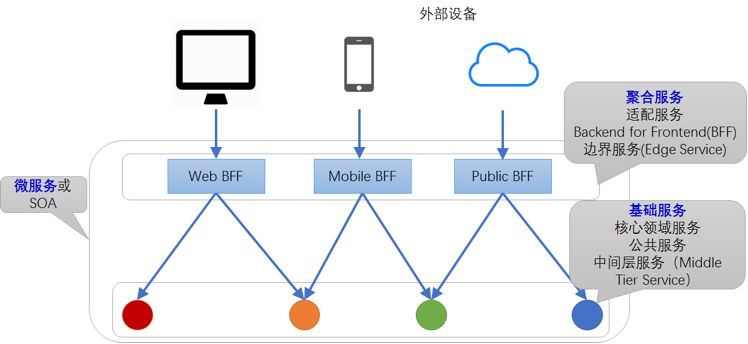 外部设备
聚合服务
适配服务
Backend for Frontend(BFF)
边界服务(Edge Service)
Web BFF
Mobile BFF
Public BFF
微服务或
SOA
基础服务
核心领域服务
公共服务
中间层服务（Middle
Tier Service）